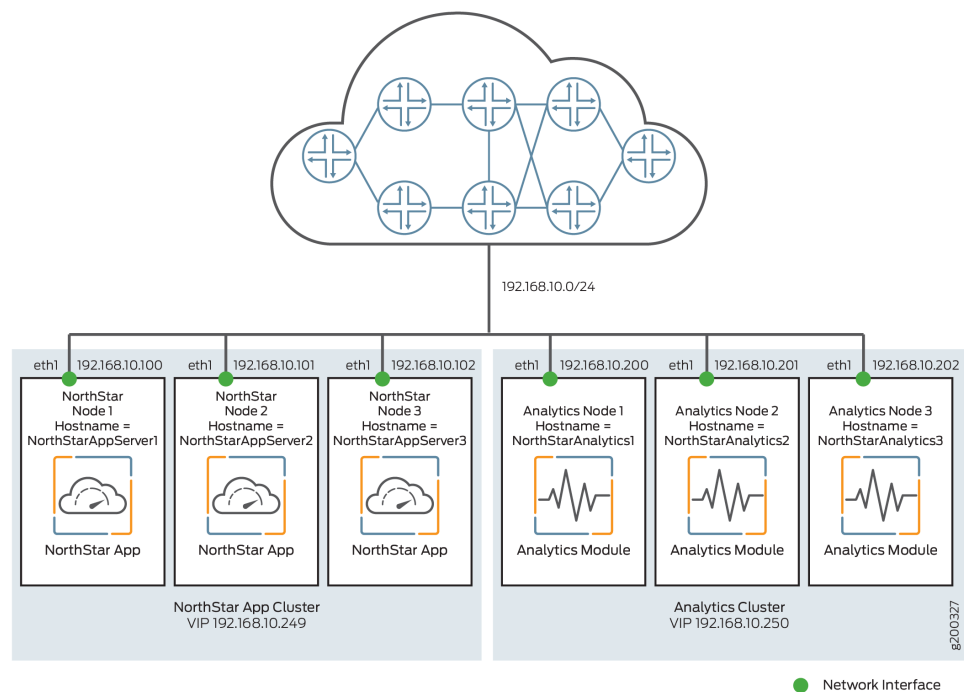 192.168.10.0/24
eth1 192.168.10.100
eth1 192.168.10.101
eth1 192.168.10.102
eth1 192.168.10.200
eth1 192.168.10.201
eth1 192.168.10.202
NorthStar
Node 1
Hostname =
NorthStarAppServer1
NorthStar App
NorthStar
Node 2
Hostname =
NorthStarAppServer2
NorthStar App
NorthStar
Node 3
Hostname =
NorthStarAppServer3
NorthStar App
Analytics Node 1
Hostname =
NorthStarAnalytics1
Analytics Module
Analytics Node 2
Hostname =
NorthStarAnalytics2
Analytics Module
Analytics Node 3
Hostname =
NorthStarAnalytics3
Analytics Module
NorthStar App Cluster
VIP 192.168.10.249
Analytics Cluster
VIP 192.168.10.250
g200327
Network Interface